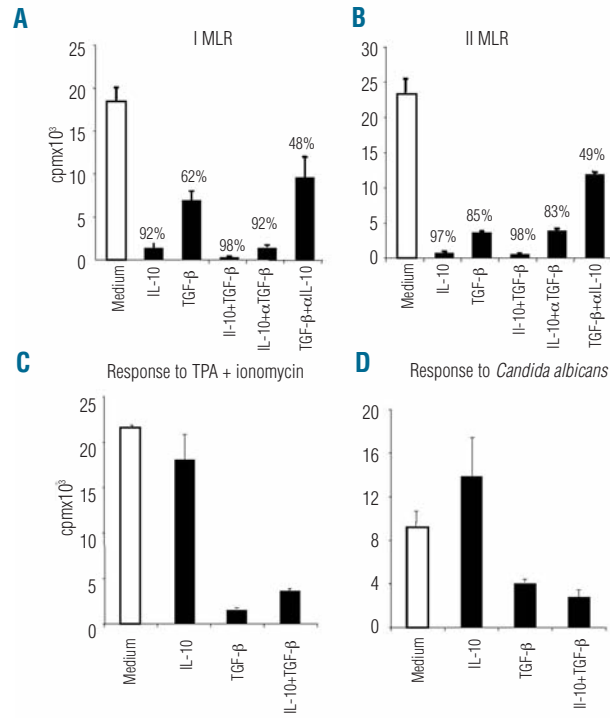 A
I MLR
cpmx10³
25
20
15
10
5
0
92%
62%
98%
92%
48%
Medium
IL-10
TGF-β
Il-10+TGF-β
IL-10+αTGF-β
TGF-β+αIL-10
B
II MLR
30
25
20
15
10
5
0
97%
85%
98%
83%
49%
Medium
IL-10
TGF-β
Il-10+TGF-β
IL-10+αTGF-β
TGF-β+αIL-10
C
Response to TPA + ionomycin
cpmx10³
25
20
15
10
5
0
Medium
IL-10
TGF-β
IL-10+TGF-β
D
Response to Candida albicans
20
16
12
8
4
0
Medium
IL-10
TGF-β
Il-10+TGF-β